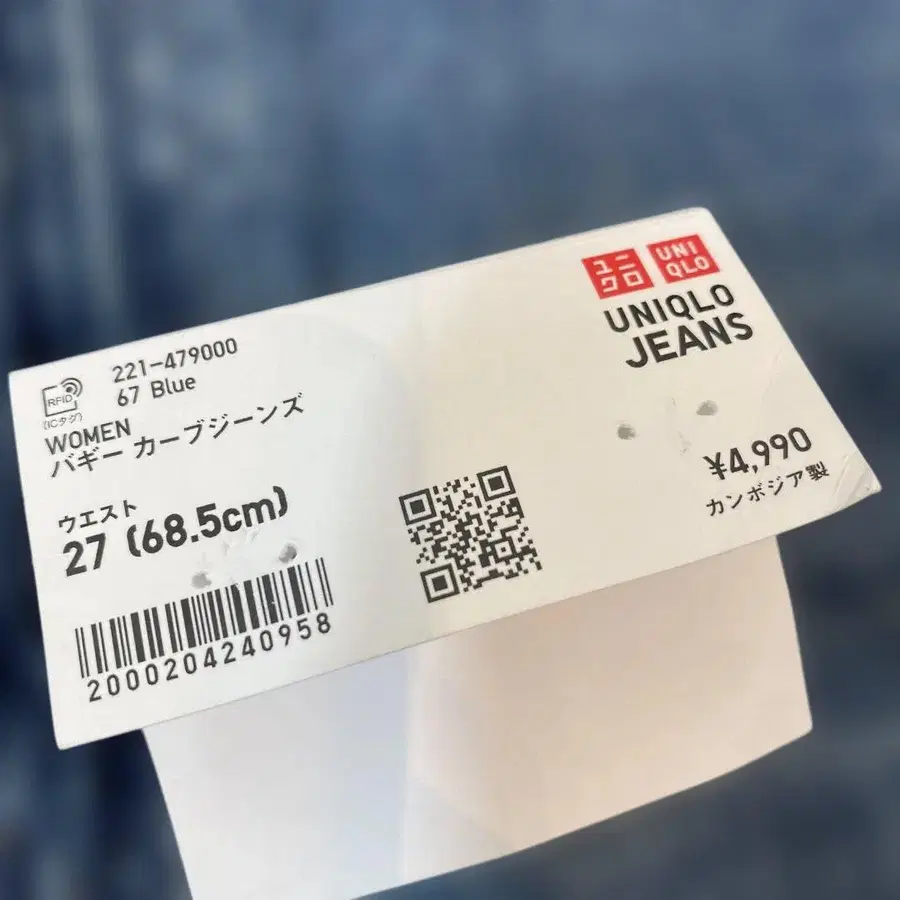 221-479000
67 Blue
RFID
(ICタグ)
WOMEN
バギー カーブジーンズ
ウエスト
27 (68.5cm)
2000204240958
ユニ
クロ
UNI
QLO
UNIQLO
JEANS
¥4,990
カンボジア製